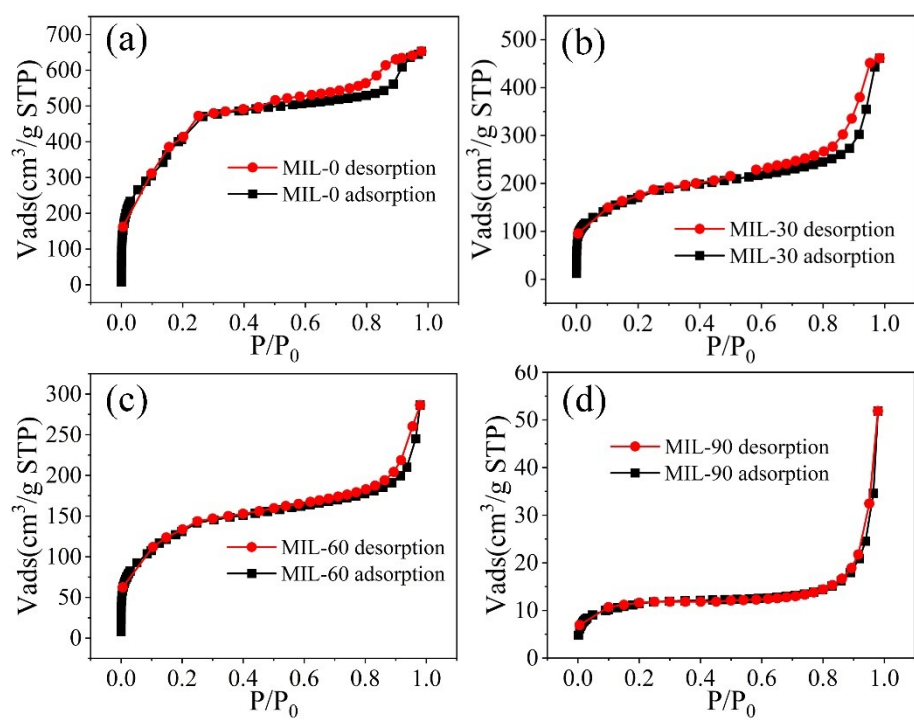 (a)
Vads(cm³/g STP)
700
600
500
400
300
200
100
0
MIL-0 desorption
MIL-0 adsorption
0.0 0.2 0.4 0.6 0.8 1.0
P/P₀
(b)
Vads(cm³/g STP)
500
400
300
200
100
0
MIL-30 desorption
MIL-30 adsorption
0.0 0.2 0.4 0.6 0.8 1.0
P/P₀
(c)
Vads(cm³/g STP)
300
250
200
150
100
50
0
MIL-60 desorption
MIL-60 adsorption
0.0 0.2 0.4 0.6 0.8 1.0
P/P₀
(d)
Vads(cm³/g STP)
60
50
40
30
20
10
0
MIL-90 desorption
MIL-90 adsorption
0.0 0.2 0.4 0.6 0.8 1.0
P/P₀